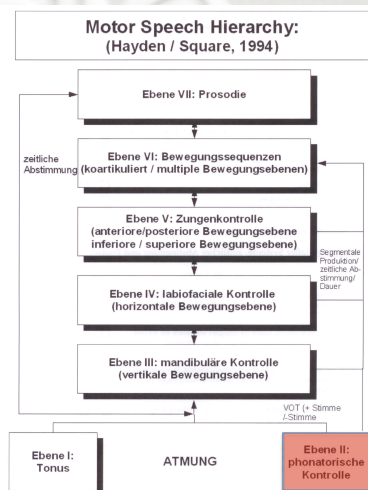 Motor Speech Hierarchy:
(Hayden / Square, 1994)
Ebene VII: Prosodie
zeitliche
Abstimmung
Ebene VI: Bewegungssequenzen
(koartikuliert / multiple Bewegungsebenen)
Ebene V: Zungenkontrolle
(anteriore/posteriore Bewegungsebene
inferiore / superiore Bewegungsebene)
Segmentale
Produktion/
zeitliche Ab-
stimmung/
Dauer
Ebene IV: labiofaciale Kontrolle
(horizontale Bewegungsebene)
Ebene III: mandibuläre Kontrolle
(vertikale Bewegungsebene)
VOT (+ Stimme
/-Stimme
Ebene I:
Tonus
ATMUNG
Ebene II:
phonatorische
Kontrolle